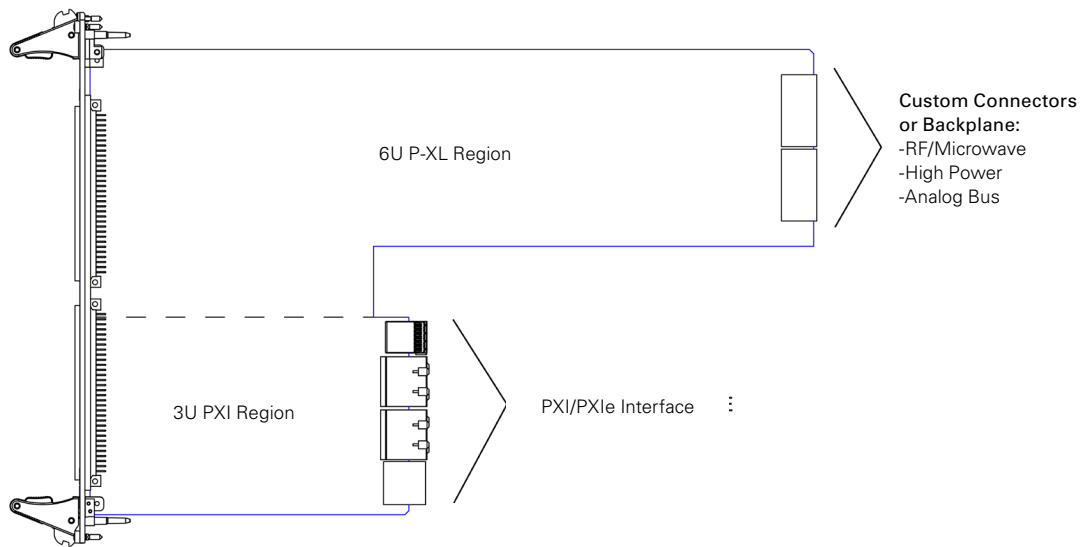 6U P-XL Region
Custom Connectors
or Backplane:
-RF/Microwave
-High Power
-Analog Bus
3U PXI Region
PXI/PXIe Interface